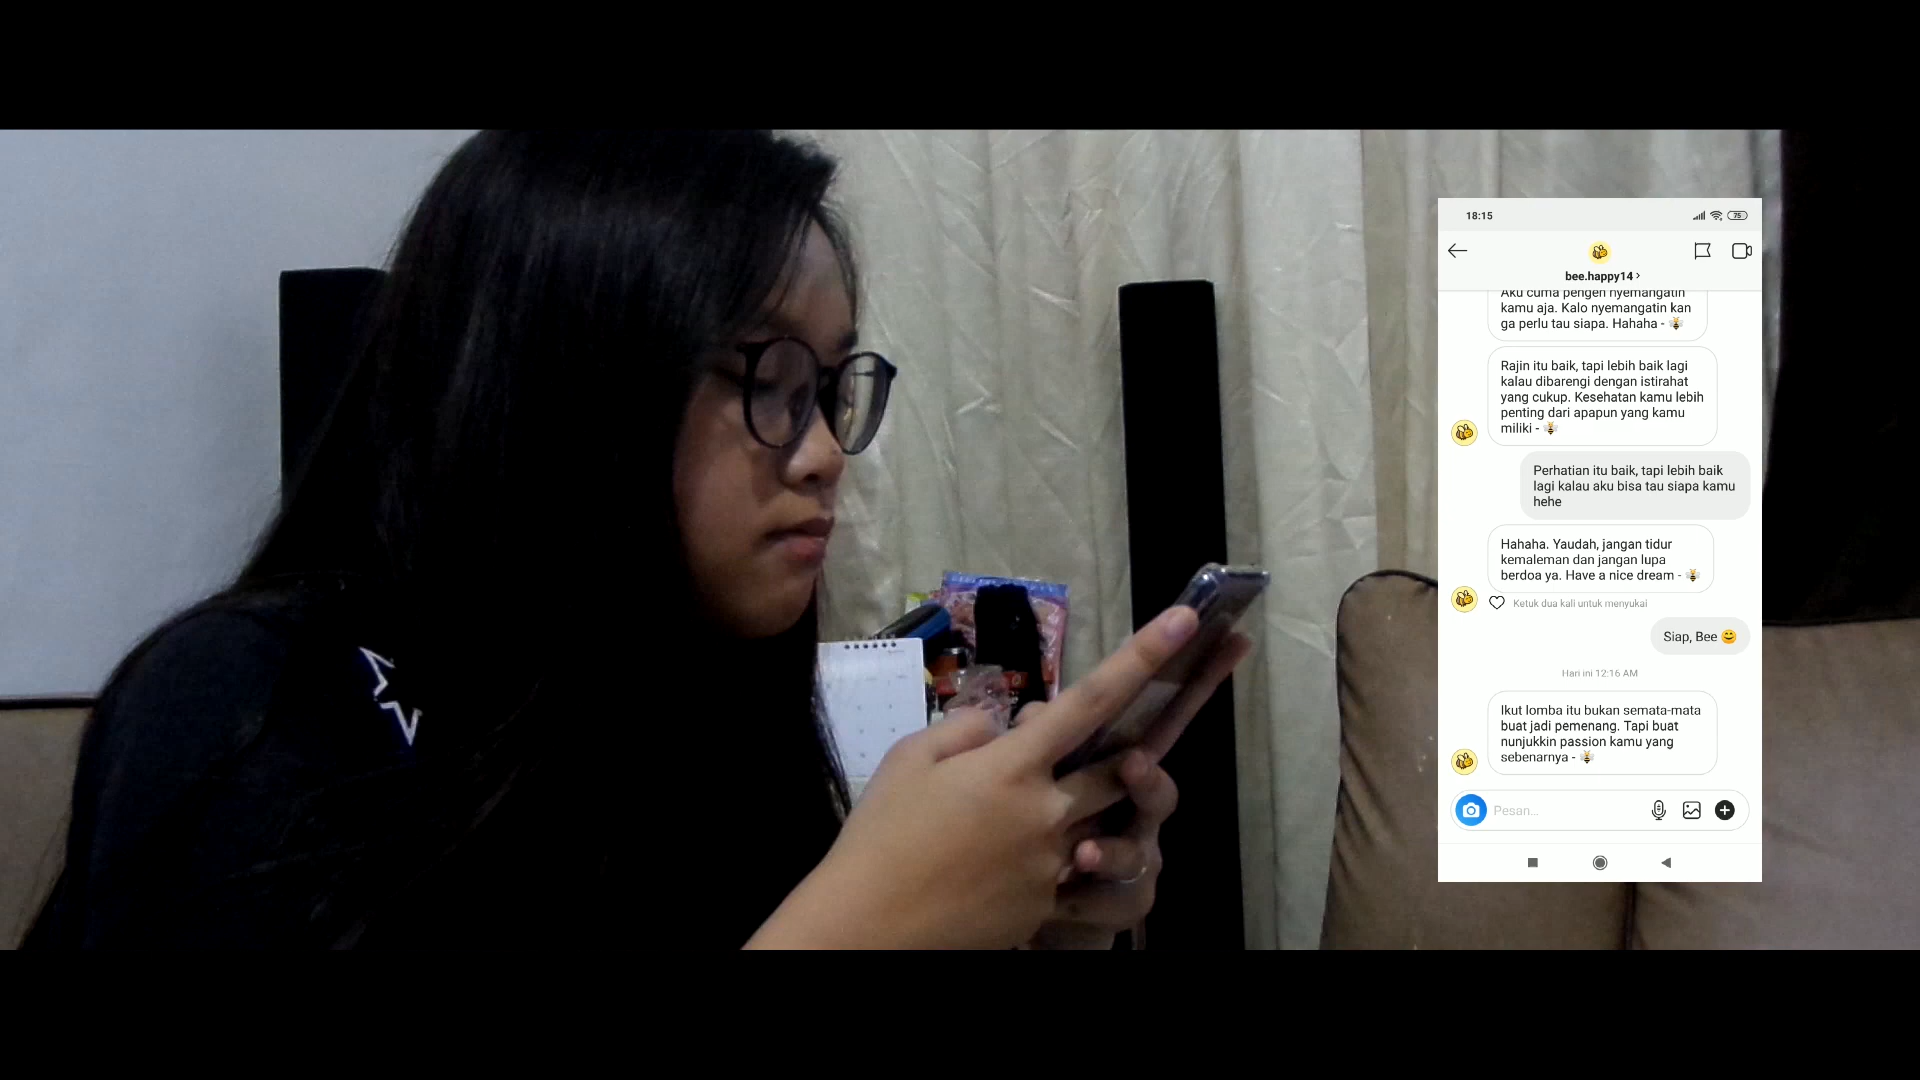 18:15
75
bee.happy14 ›
Aku cuma pengen nyemangatin
kamu aja. Kalo nyemangatin kan
ga perlu tau siapa. Hahaha - 🐝
Rajin itu baik, tapi lebih baik lagi
kalau dibarengi dengan istirahat
yang cukup. Kesehatan kamu lebih
penting dari apapun yang kamu
miliki - 🐝
Perhatian itu baik, tapi lebih baik
lagi kalau aku bisa tau siapa kamu
hehe
Hahaha. Yaudah, jangan tidur
kemaleman dan jangan lupa
berdoa ya. Have a nice dream - 🐝
Ketuk dua kali untuk menyukai
Siap, Bee 😊
Hari ini 12:16 AM
Ikut lomba itu bukan semata-mata
buat jadi pemenang. Tapi buat
nunjukkin passion kamu yang
sebenarnya - 🐝
Pesan...